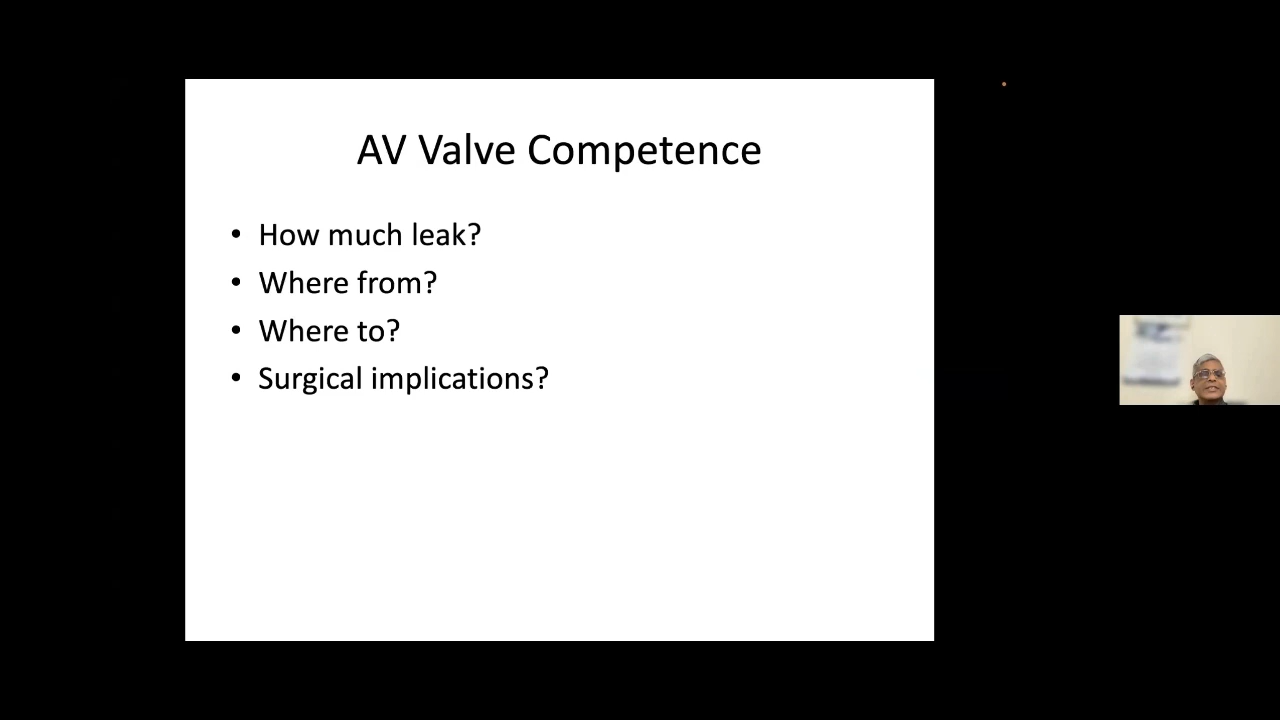 AV Valve Competence
• How much leak?
• Where from?
• Where to?
• Surgical implications?